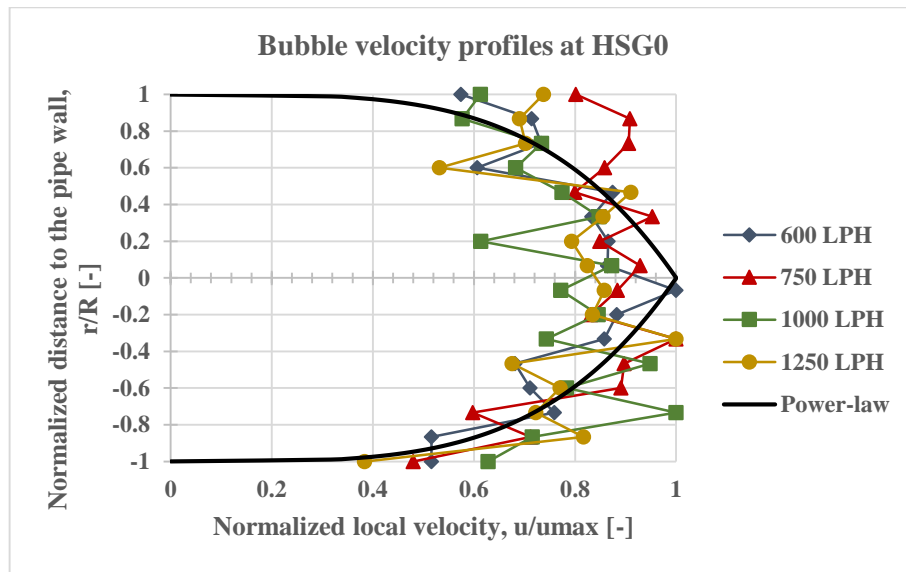 Bubble velocity profiles at HSG0
Normalized distance to the pipe wall,
r/R [-]
1
0.8
0.6
0.4
0.2
0
-0.2
-0.4
-0.6
-0.8
-1
0
0.2
0.4
0.6
0.8
1
Normalized local velocity, u/umax [-]
600 LPH
750 LPH
1000 LPH
1250 LPH
Power-law